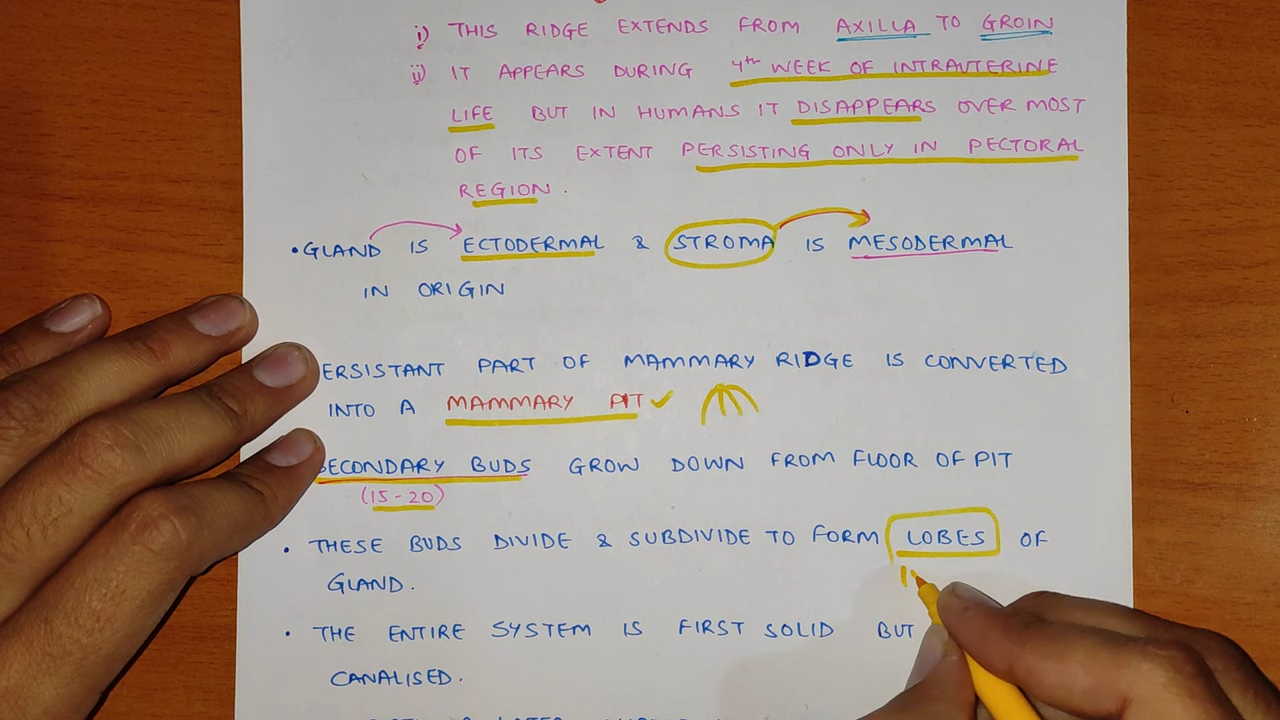 i) THIS RIDGE EXTENDS FROM AXILLA TO GROIN
ii) IT APPEARS DURING 4th WEEK OF INTRAUTERINE
LIFE BUT IN HUMANS IT DISAPPEARS OVER MOST
OF ITS EXTENT PERSISTING ONLY IN PECTORAL
REGION.
• GLAND IS ECTODERMAL & STROMA IS MESODERMAL
IN ORIGIN
ERSISTANT PART OF MAMMARY RIDGE IS CONVERTED
INTO A MAMMARY PIT ✓
SECONDARY BUDS GROW DOWN FROM FLOOR OF PIT
(15-20)
• THESE BUDS DIVIDE & SUBDIVIDE TO FORM LOBES OF
GLAND.
• THE ENTIRE SYSTEM IS FIRST SOLID BUT
CANALISED.